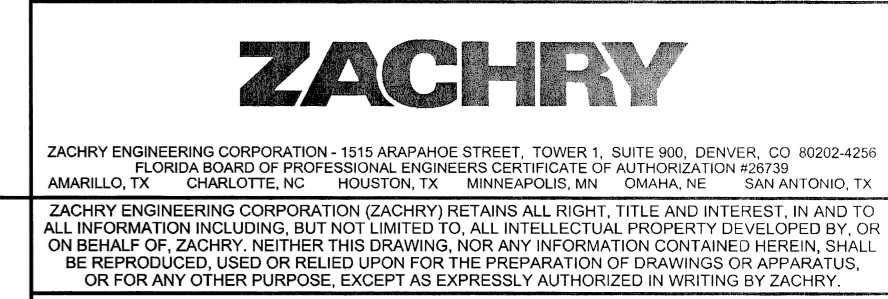 ZACHRY
ZACHRY ENGINEERING CORPORATION - 1515 ARAPAHOE STREET, TOWER 1, SUITE 900, DENVER, CO 80202-4256
FLORIDA BOARD OF PROFESSIONAL ENGINEERS CERTIFICATE OF AUTHORIZATION #26739
AMARILLO, TX CHARLOTTE, NC HOUSTON, TX MINNEAPOLIS, MN OMAHA, NE SAN ANTONIO, TX
ZACHRY ENGINEERING CORPORATION (ZACHRY) RETAINS ALL RIGHT, TITLE AND INTEREST, IN AND TO
ALL INFORMATION INCLUDING, BUT NOT LIMITED TO, ALL INTELLECTUAL PROPERTY DEVELOPED BY, OR
ON BEHALF OF, ZACHRY. NEITHER THIS DRAWING, NOR ANY INFORMATION CONTAINED HEREIN, SHALL
BE REPRODUCED, USED OR RELIED UPON FOR THE PREPARATION OF DRAWINGS OR APPARATUS,
OR FOR ANY OTHER PURPOSE, EXCEPT AS EXPRESSLY AUTHORIZED IN WRITING BY ZACHRY.